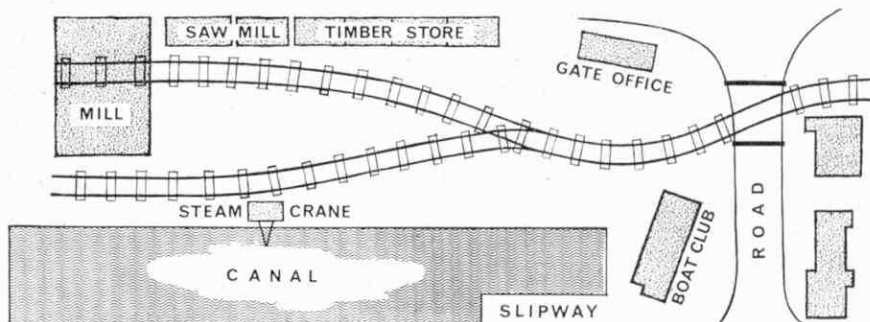 SAW MILL
TIMBER STORE
GATE OFFICE
MILL
STEAM CRANE
CANAL
SLIPWAY
BOAT CLUB
ROAD